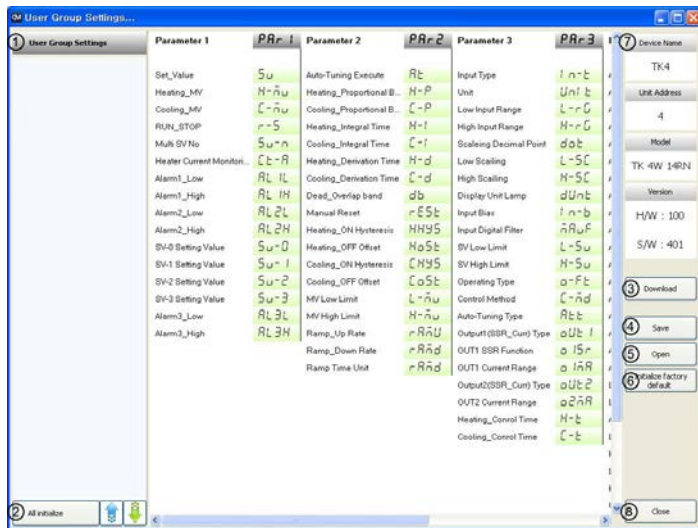 User Group Settings...
① User Group Settings
Parameter 1 PAr 1
Set_Value Su
Heating_MV H-ñu
Cooling_MV C-ñu
RUN_STOP r-S
Multi SV No Su-n
Heater Current Monitori... Ct-A
Alarm1_Low AL 1L
Alarm1_High AL 1H
Alarm2_Low AL2L
Alarm2_High AL2H
SV-0 Setting Value Su-0
SV-1 Setting Value Su-1
SV-2 Setting Value Su-2
SV-3 Setting Value Su-3
Alarm3_Low AL3L
Alarm3_High AL3H
Parameter 2 PAr2
Auto-Tuning Execute At
Heating_Proportional B... H-P
Cooling_Proportional B... C-P
Heating_Integral Time H-I
Cooling_Integral Time C-I
Heating_Derivation Time H-d
Cooling_Derivation Time C-d
Dead_Overlap band db
Manual Reset rESt
Heating_ON Hysteresis HHYS
Heating_OFF Offset HoSt
Cooling_ON Hysteresis CHYS
Cooling_OFF Offset CoSt
MV Low Limit L-ñu
MV High Limit H-ñu
Ramp_Up Rate rAñU
Ramp_Down Rate rAñd
Ramp Time Unit rAñd
Parameter 3 PAr3
Input Type In-t
Unit UnIt
Low Input Range L-rG
High Input Range H-rG
Scaleing Decimal Point dot
Low Scailing L-SC
High Scailing H-SC
Display Unit Lamp dUnt
Input Bias In-b
Input Digital Filter ñAuF
SV Low Limit L-Su
SV High Limit H-Su
Operating Type o-Ft
Control Method C-ñd
Auto-Tuning Type Att
Output1(SSR_Curr) Type oUt1
OUT1 SSR Function o1Sr
OUT1 Current Range o1ñA
Output2(SSR_Curr) Type oUt2
OUT2 Current Range o2ñA
Heating_Conrol Time H-t
Cooling_Conrol Time C-t
⑦ Device Name
TK4
Unit Address
4
Model
TK 4W 14RN
Version
H/W : 100
S/W : 401
③ Download
④ Save
⑤ Open
⑥ Initialize factory
default
② All initialize
⑧ Close